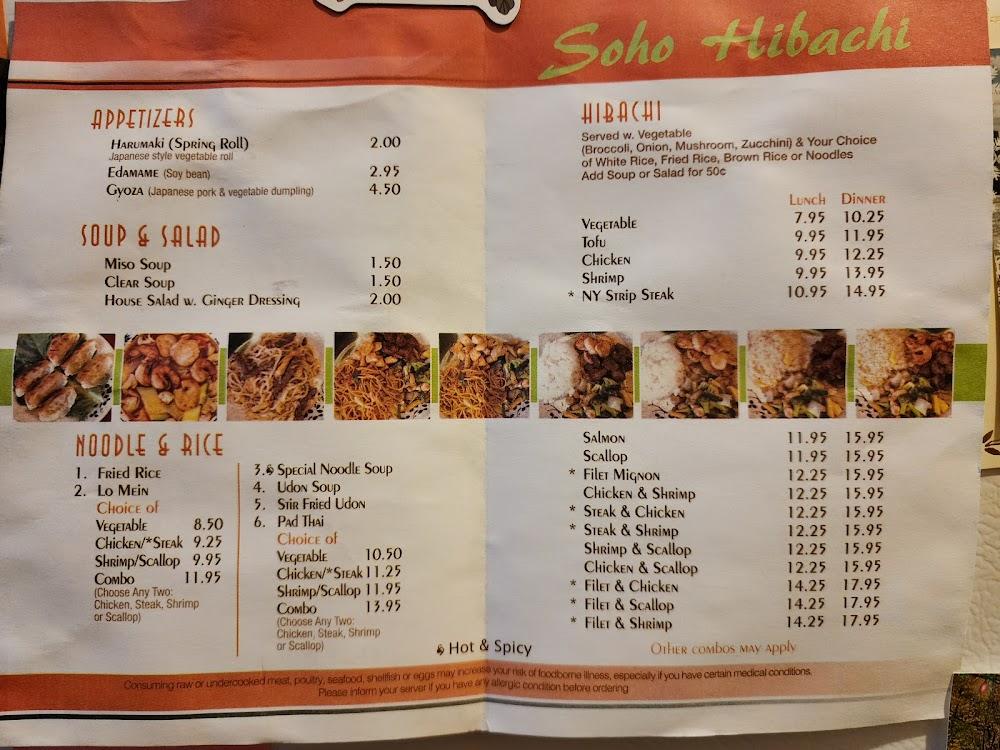 Soho Hibachi
APPETIZERS
HARUMAKI (SPRING ROLL) 2.00
Japanese style vegetable roll
EDAMAME (Soy bean) 2.95
GYOZA (Japanese pork & vegetable dumpling) 4.50
SOUP & SALAD
MISO SOUP 1.50
CLEAR SOUP 1.50
HOUSE SALAD W. GINGER DRESSING 2.00
HIBACHI
Served w. Vegetable
(Broccoli, Onion, Mushroom, Zucchini) & Your Choice
of White Rice, Fried Rice, Brown Rice or Noodles
Add Soup or Salad for 50¢
LUNCH DINNER
VEGETABLE 7.95 10.25
TOFU 9.95 11.95
CHICKEN 9.95 12.25
SHRIMP 9.95 13.95
* NY STRIP STEAK 10.95 14.95
NOODLE & RICE
1. FRIED RICE
2. LO MEIN
CHOICE OF
VEGETABLE 8.50
CHICKEN/*STEAK 9.25
SHRIMP/SCALLOP 9.95
COMBO 11.95
(Choose Any Two:
Chicken, Steak, Shrimp
or Scallop)
3. SPECIAL NOODLE SOUP
4. UDON SOUP
5. STIR FRIED UDON
6. PAD THAI
CHOICE OF
VEGETABLE 10.50
CHICKEN/*STEAK 11.25
SHRIMP/SCALLOP 11.95
COMBO 13.95
(Choose Any Two:
Chicken, Steak, Shrimp
or Scallop)
Hot & Spicy
SALMON 11.95 15.95
SCALLOP 11.95 15.95
* FILET MIGNON 12.25 15.95
CHICKEN & SHRIMP 12.25 15.95
* STEAK & CHICKEN 12.25 15.95
* STEAK & SHRIMP 12.25 15.95
SHRIMP & SCALLOP 12.25 15.95
CHICKEN & SCALLOP 12.25 15.95
* FILET & CHICKEN 14.25 17.95
* FILET & SCALLOP 14.25 17.95
* FILET & SHRIMP 14.25 17.95
OTHER COMBOS MAY APPLY
Consuming raw or undercooked meat, poultry, seafood, shellfish or eggs may increase your risk of foodborne illness, especially if you have certain medical conditions.
Please inform your server if you have any allergic condition before ordering